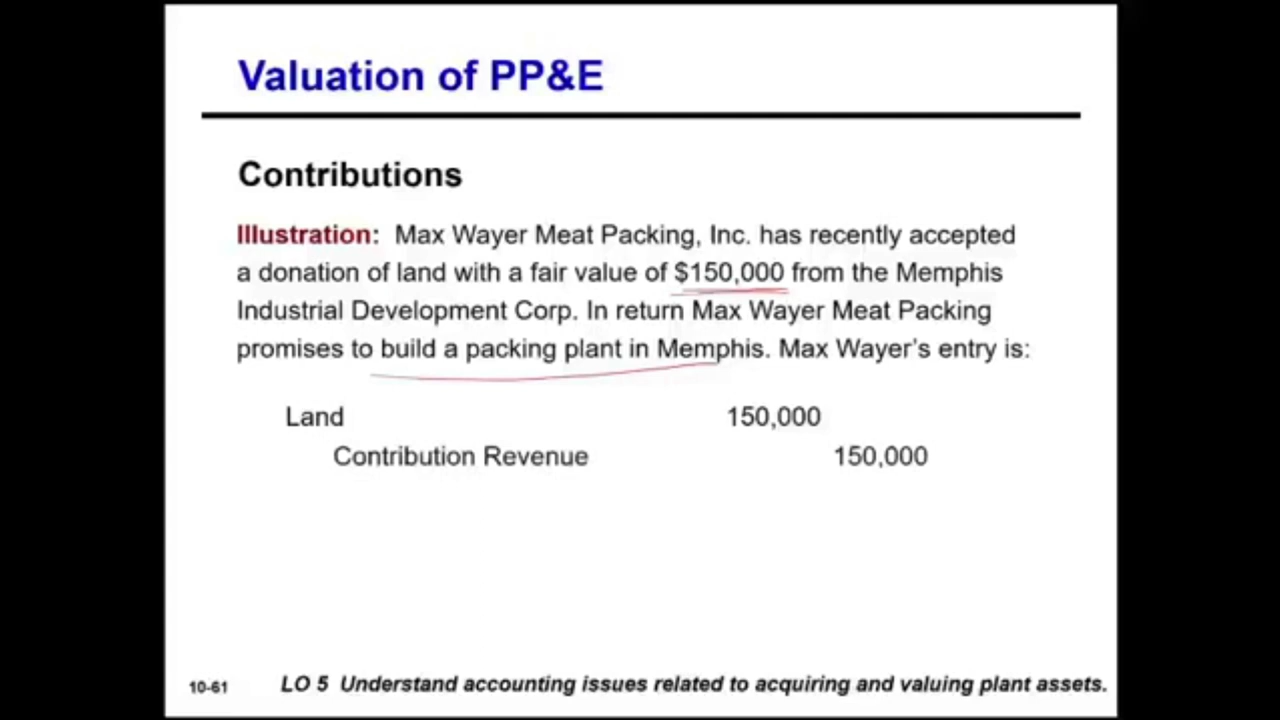 Valuation of PP&E
Contributions
Illustration: Max Wayer Meat Packing, Inc. has recently accepted
a donation of land with a fair value of $150,000 from the Memphis
Industrial Development Corp. In return Max Wayer Meat Packing
promises to build a packing plant in Memphis. Max Wayer’s entry is:
Land 150,000
Contribution Revenue 150,000
10-61 LO 5 Understand accounting issues related to acquiring and valuing plant assets.